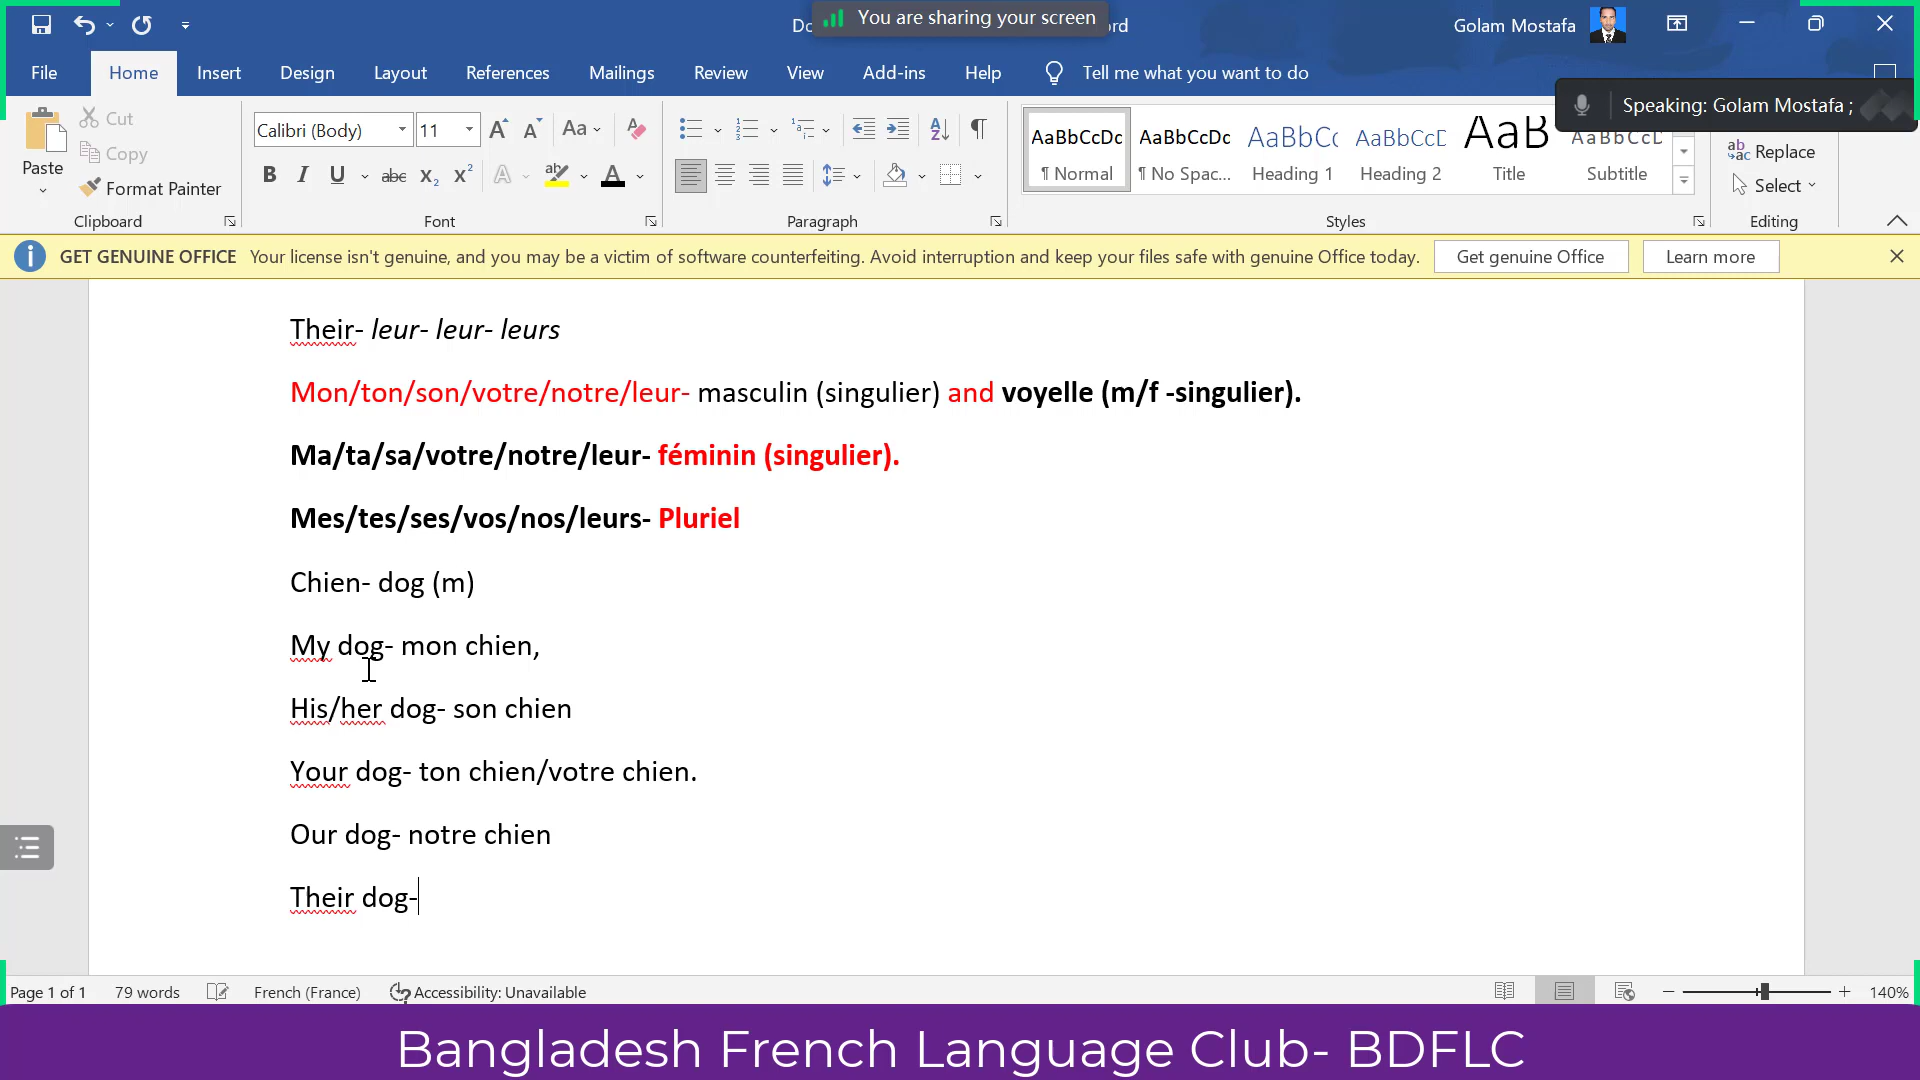 You are sharing your screen
Golam Mostafa
File Home Insert Design Layout References Mailings Review View Add-ins Help Tell me what you want to do
Speaking: Golam Mostafa ;
Paste
Cut
Copy
Format Painter
Clipboard
Calibri (Body) 11
Font
Paragraph
AaBbCcDc AaBbCcDc AaBbCc AaBbCcD AaB AaBbCcD
¶ Normal ¶ No Spac... Heading 1 Heading 2 Title Subtitle
Styles
Replace
Select
Editing
GET GENUINE OFFICE Your license isn't genuine, and you may be a victim of software counterfeiting. Avoid interruption and keep your files safe with genuine Office today. Get genuine Office Learn more
Their- leur- leur- leurs
Mon/ton/son/votre/notre/leur- masculin (singulier) and voyelle (m/f -singulier).
Ma/ta/sa/votre/notre/leur- féminin (singulier).
Mes/tes/ses/vos/nos/leurs- Pluriel
Chien- dog (m)
My dog- mon chien,
His/her dog- son chien
Your dog- ton chien/votre chien.
Our dog- notre chien
Their dog-
Page 1 of 1 79 words French (France) Accessibility: Unavailable 140%
Bangladesh French Language Club- BDFLC